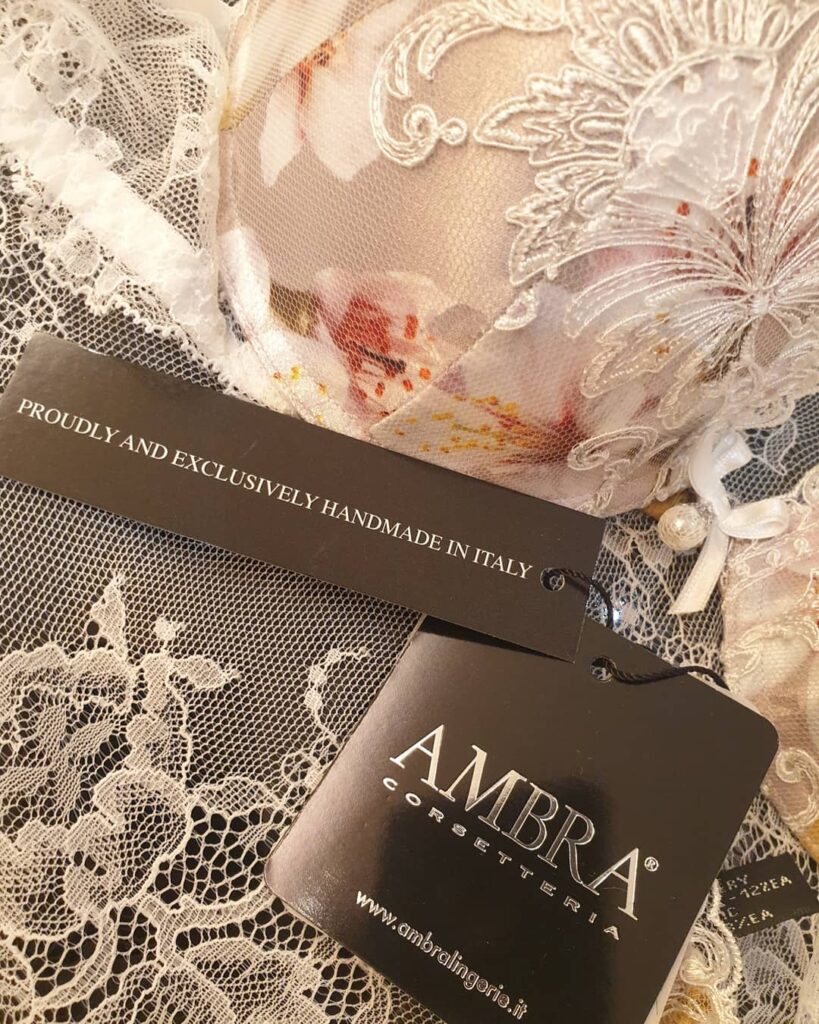 PROUDLY AND EXCLUSIVELY HANDMADE IN ITALY
AMBRA®
CORSETTERIA
www.ambralingerie.it